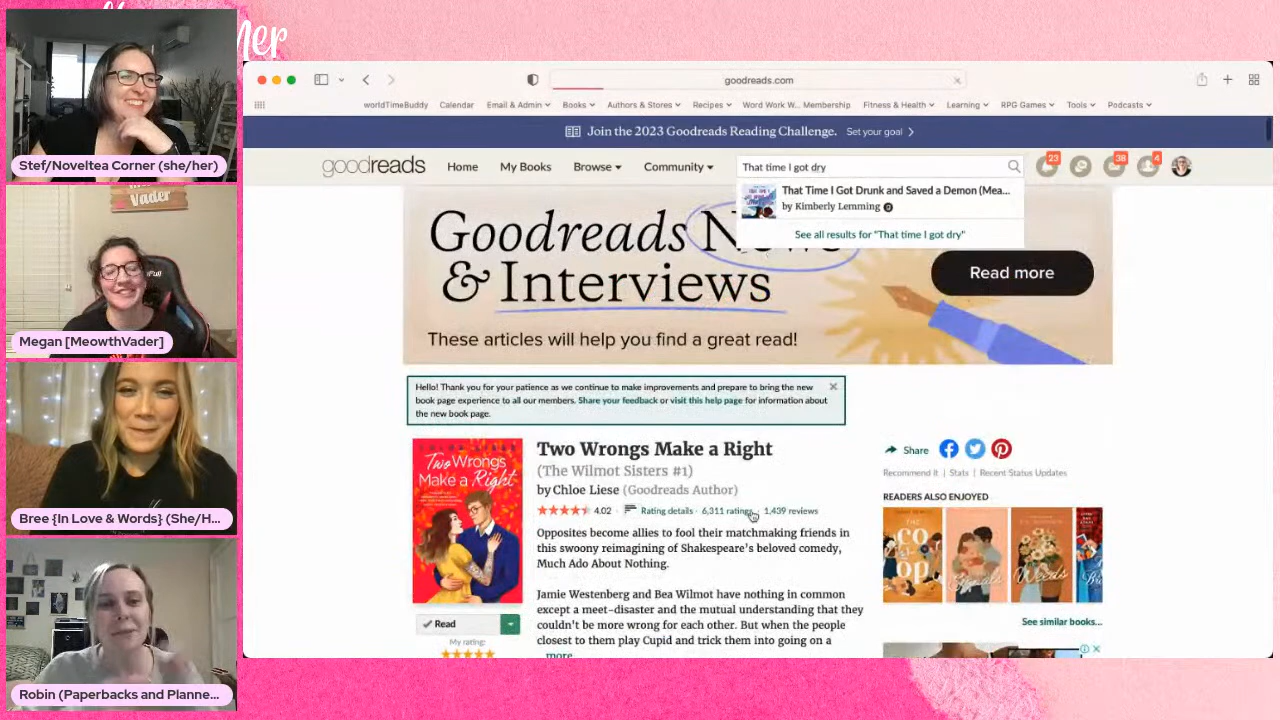 Mer
goodreads.com
worldTimeBuddy Calendar Email & Admin Books Authors & Stores Recipes Word Work W... Membership Fitness & Health Learning RPG Games Tools Podcasts
Join the 2023 Goodreads Reading Challenge. Set your goal
goodreads Home My Books Browse Community That time I got dry 23 38 4
That Time I Got Drunk and Saved a Demon (Mea...
by Kimberly Lemming
See all results for "That time I got dry"
Goodreads News
& Interviews
These articles will help you find a great read!
Read more
Hello! Thank you for your patience as we continue to make improvements and prepare to bring the new
book page experience to all our members. Share your feedback or visit this help page for information about
the new book page.
Two Wrongs Make a Right
(The Wilmot Sisters #1)
by Chloe Liese (Goodreads Author)
4.02 Rating details · 6,311 ratings · 1,439 reviews
Opposites become allies to fool their matchmaking friends in
this swoony reimagining of Shakespeare's beloved comedy,
Much Ado About Nothing.
Jamie Westenberg and Bea Wilmot have nothing in common
except a meet-disaster and the mutual understanding that they
couldn't be more wrong for each other. But when the people
closest to them play Cupid and trick them into going on a
more
CHLOE LIESE
Two Wrongs
Make a Right
Read
My rating:
Share
Recommend It | Stats | Recent Status Updates
READERS ALSO ENJOYED
See similar books...
Vader
Stef/Noveltea Corner (she/her)
Megan [MeowthVader]
Bree {In Love & Words} (She/H...
Robin (Paperbacks and Planne...